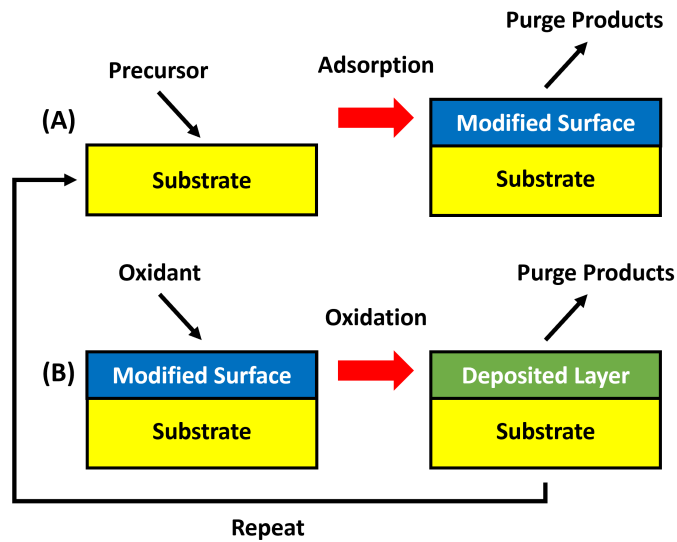 Purge Products
Precursor
Adsorption
(A)
Modified Surface
Substrate
Substrate
Oxidant
Purge Products
Oxidation
(B)
Modified Surface
Deposited Layer
Substrate
Substrate
Repeat